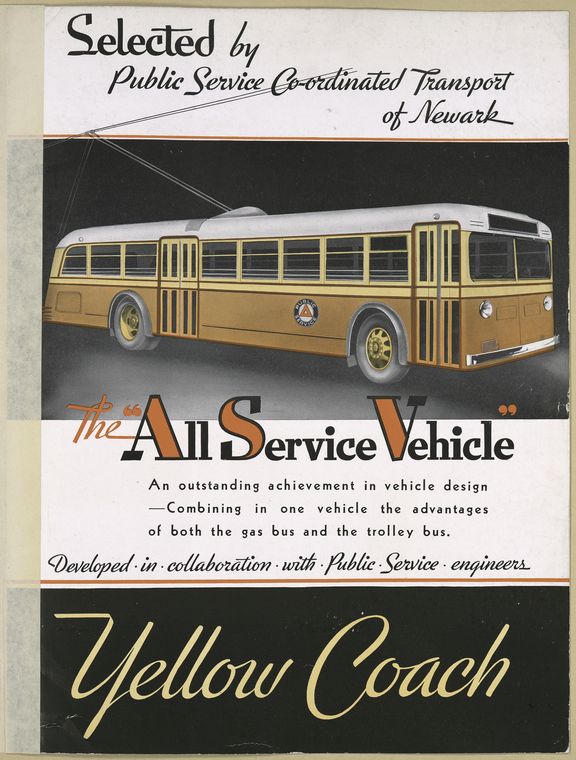 Selected by
Public Service Co-ordinated Transport
of Newark
PUBLIC
SERVICE
The "All Service Vehicle"
An outstanding achievement in vehicle design
—Combining in one vehicle the advantages
of both the gas bus and the trolley bus.
Developed · in · collaboration · with · Public · Service · engineers
Yellow Coach